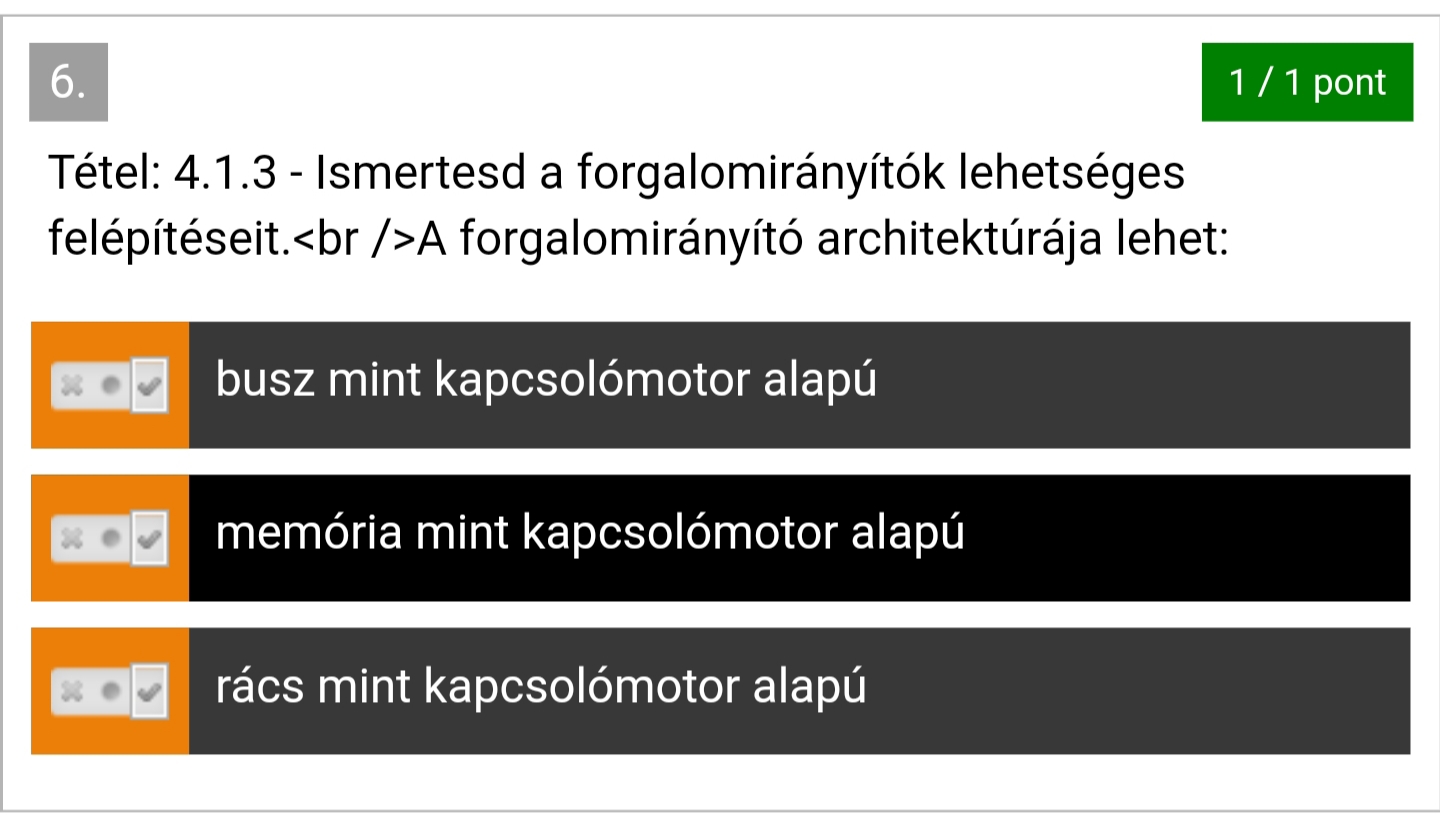 6.
1 / 1 pont
Tétel: 4.1.3 - Ismertesd a forgalomirányítók lehetséges
felépítéseit.<br />A forgalomirányító architektúrája lehet:
busz mint kapcsolómotor alapú
memória mint kapcsolómotor alapú
rács mint kapcsolómotor alapú